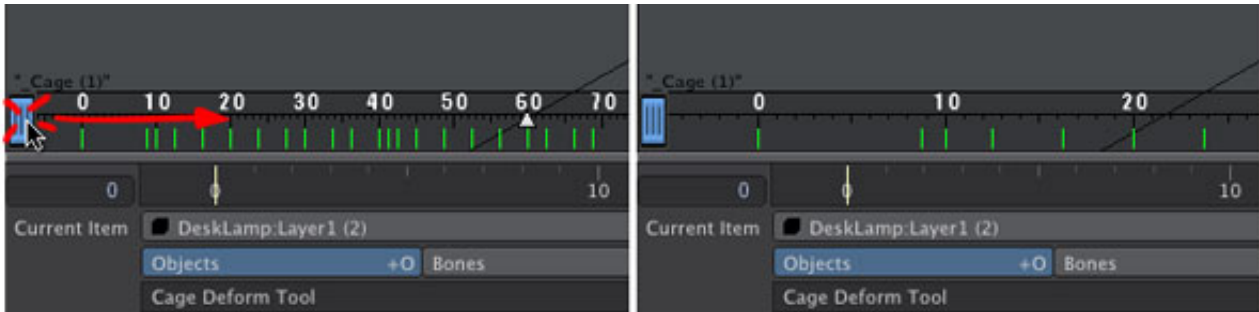 "_Cage (1)"
0 10 20 30 40 50 60 70
0 0 10
Current Item DeskLamp:Layer1 (2)
Objects +O Bones
Cage Deform Tool
"_Cage (1)"
0 10 20
0 0 10
Current Item DeskLamp:Layer1 (2)
Objects +O Bones
Cage Deform Tool